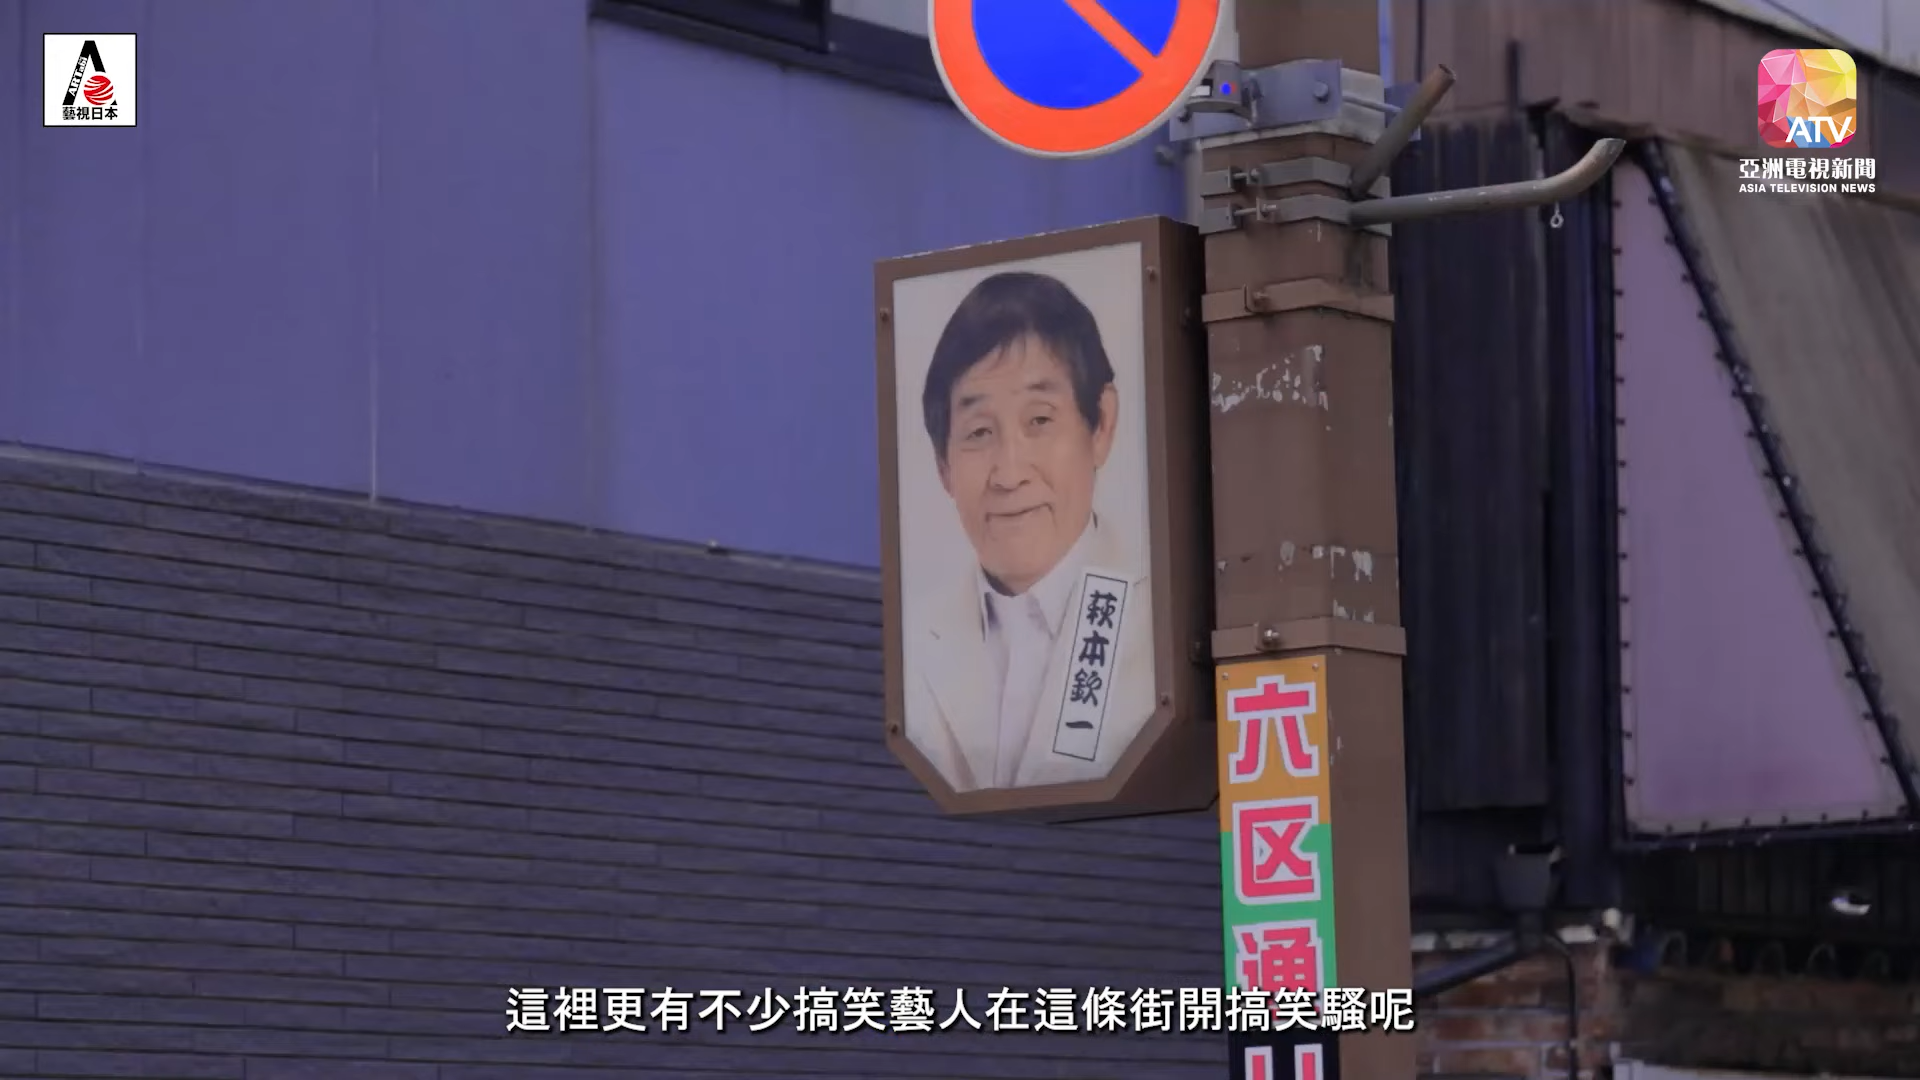 ART
藝視日本
ATV
亞洲電視新聞
ASIA TELEVISION NEWS
萩本欽一
六区通
這裡更有不少搞笑藝人在這條街開搞笑騷呢